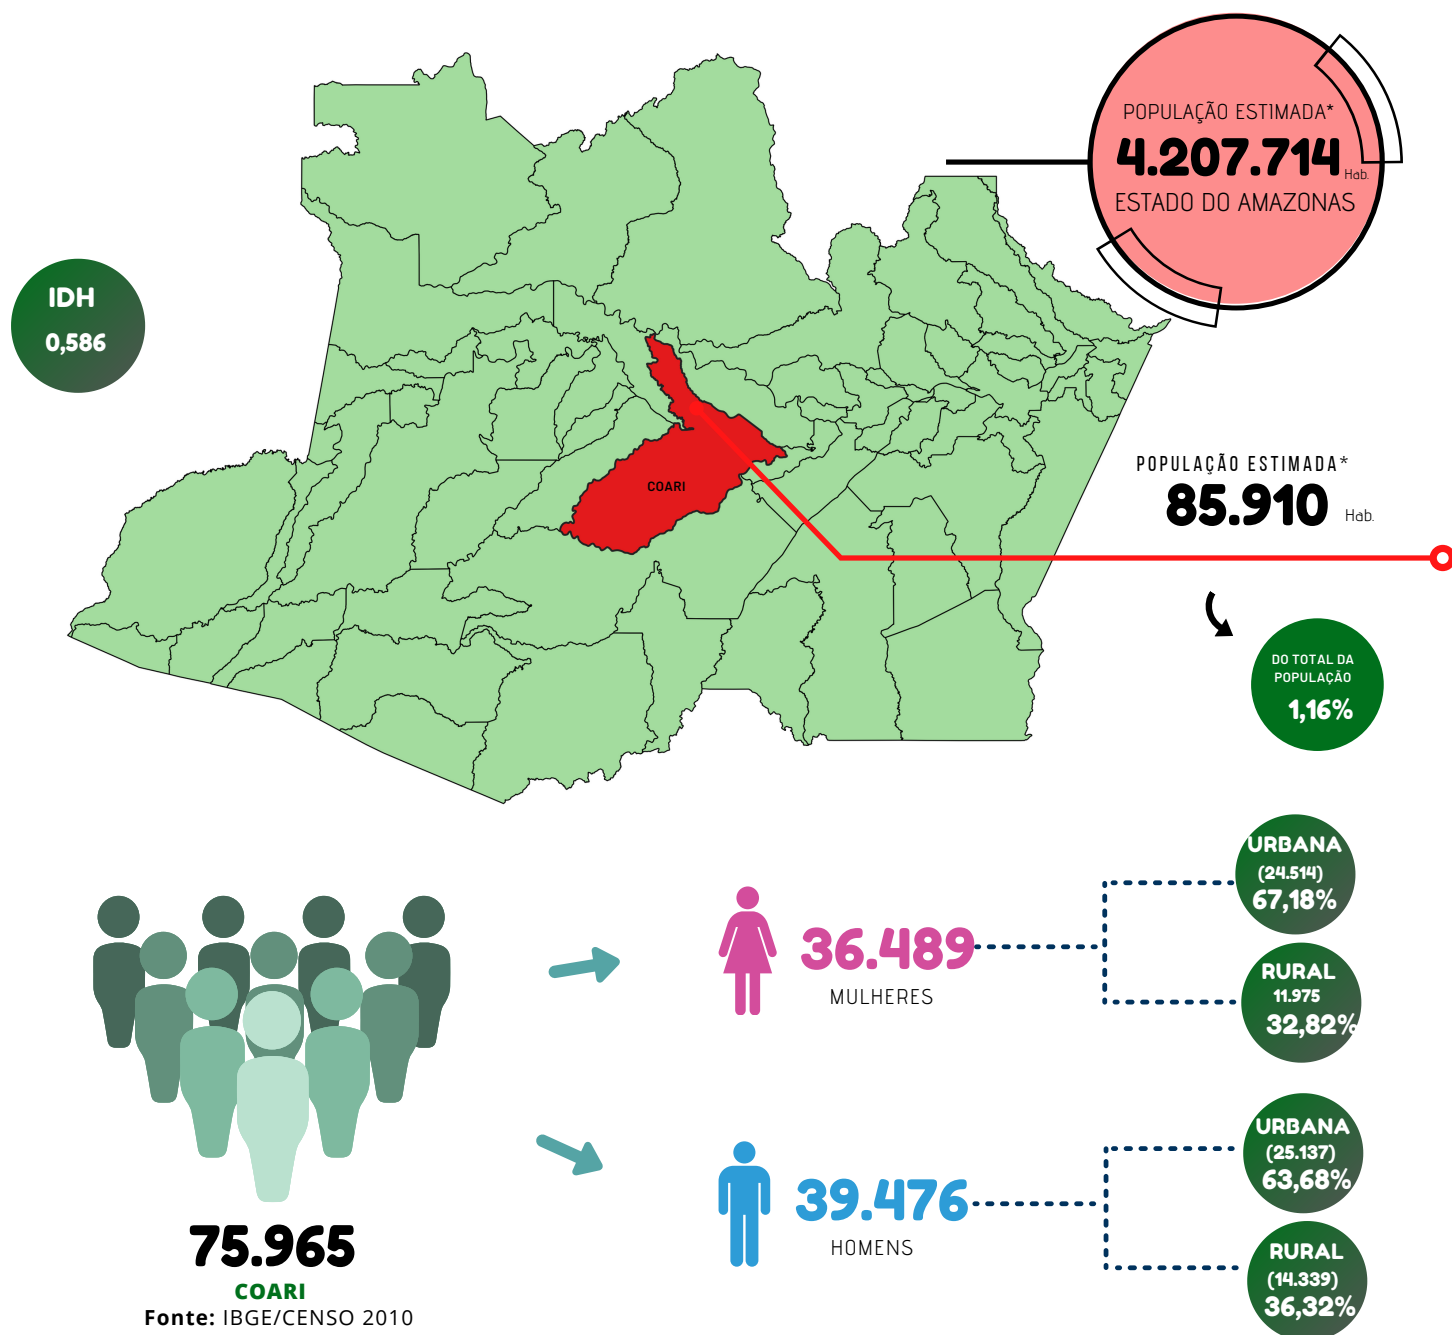 POPULAÇÃO ESTIMADA*
4.207.714 Hab.
ESTADO DO AMAZONAS
IDH
0,586
COARI
POPULAÇÃO ESTIMADA*
85.910 Hab.
DO TOTAL DA
POPULAÇÃO
1,16%
URBANA
(24.514)
67,18%
36.489
MULHERES
RURAL
11.975
32,82%
URBANA
(25.137)
63,68%
39.476
HOMENS
RURAL
(14.339)
36,32%
75.965
COARI
Fonte: IBGE/CENSO 2010